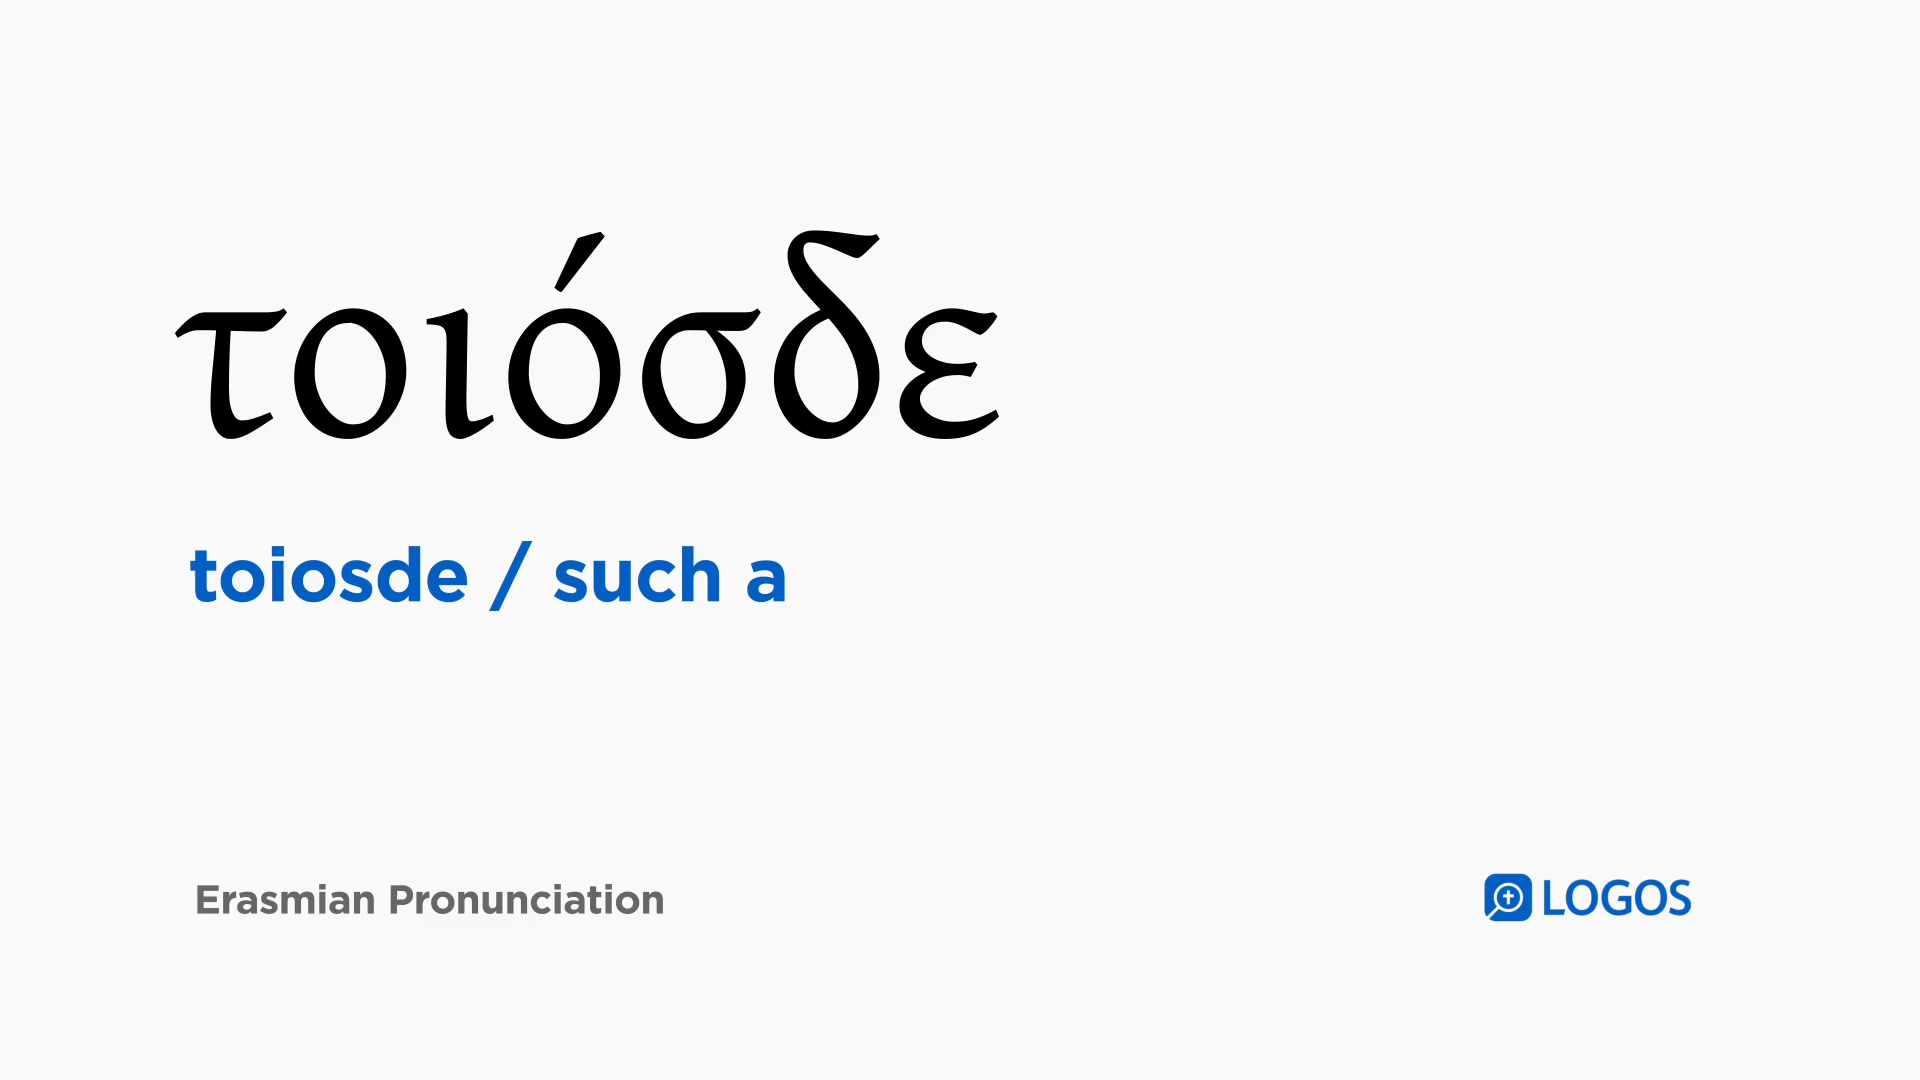 τοιόσδε
toiosde / such a
Erasmian Pronunciation
LOGOS